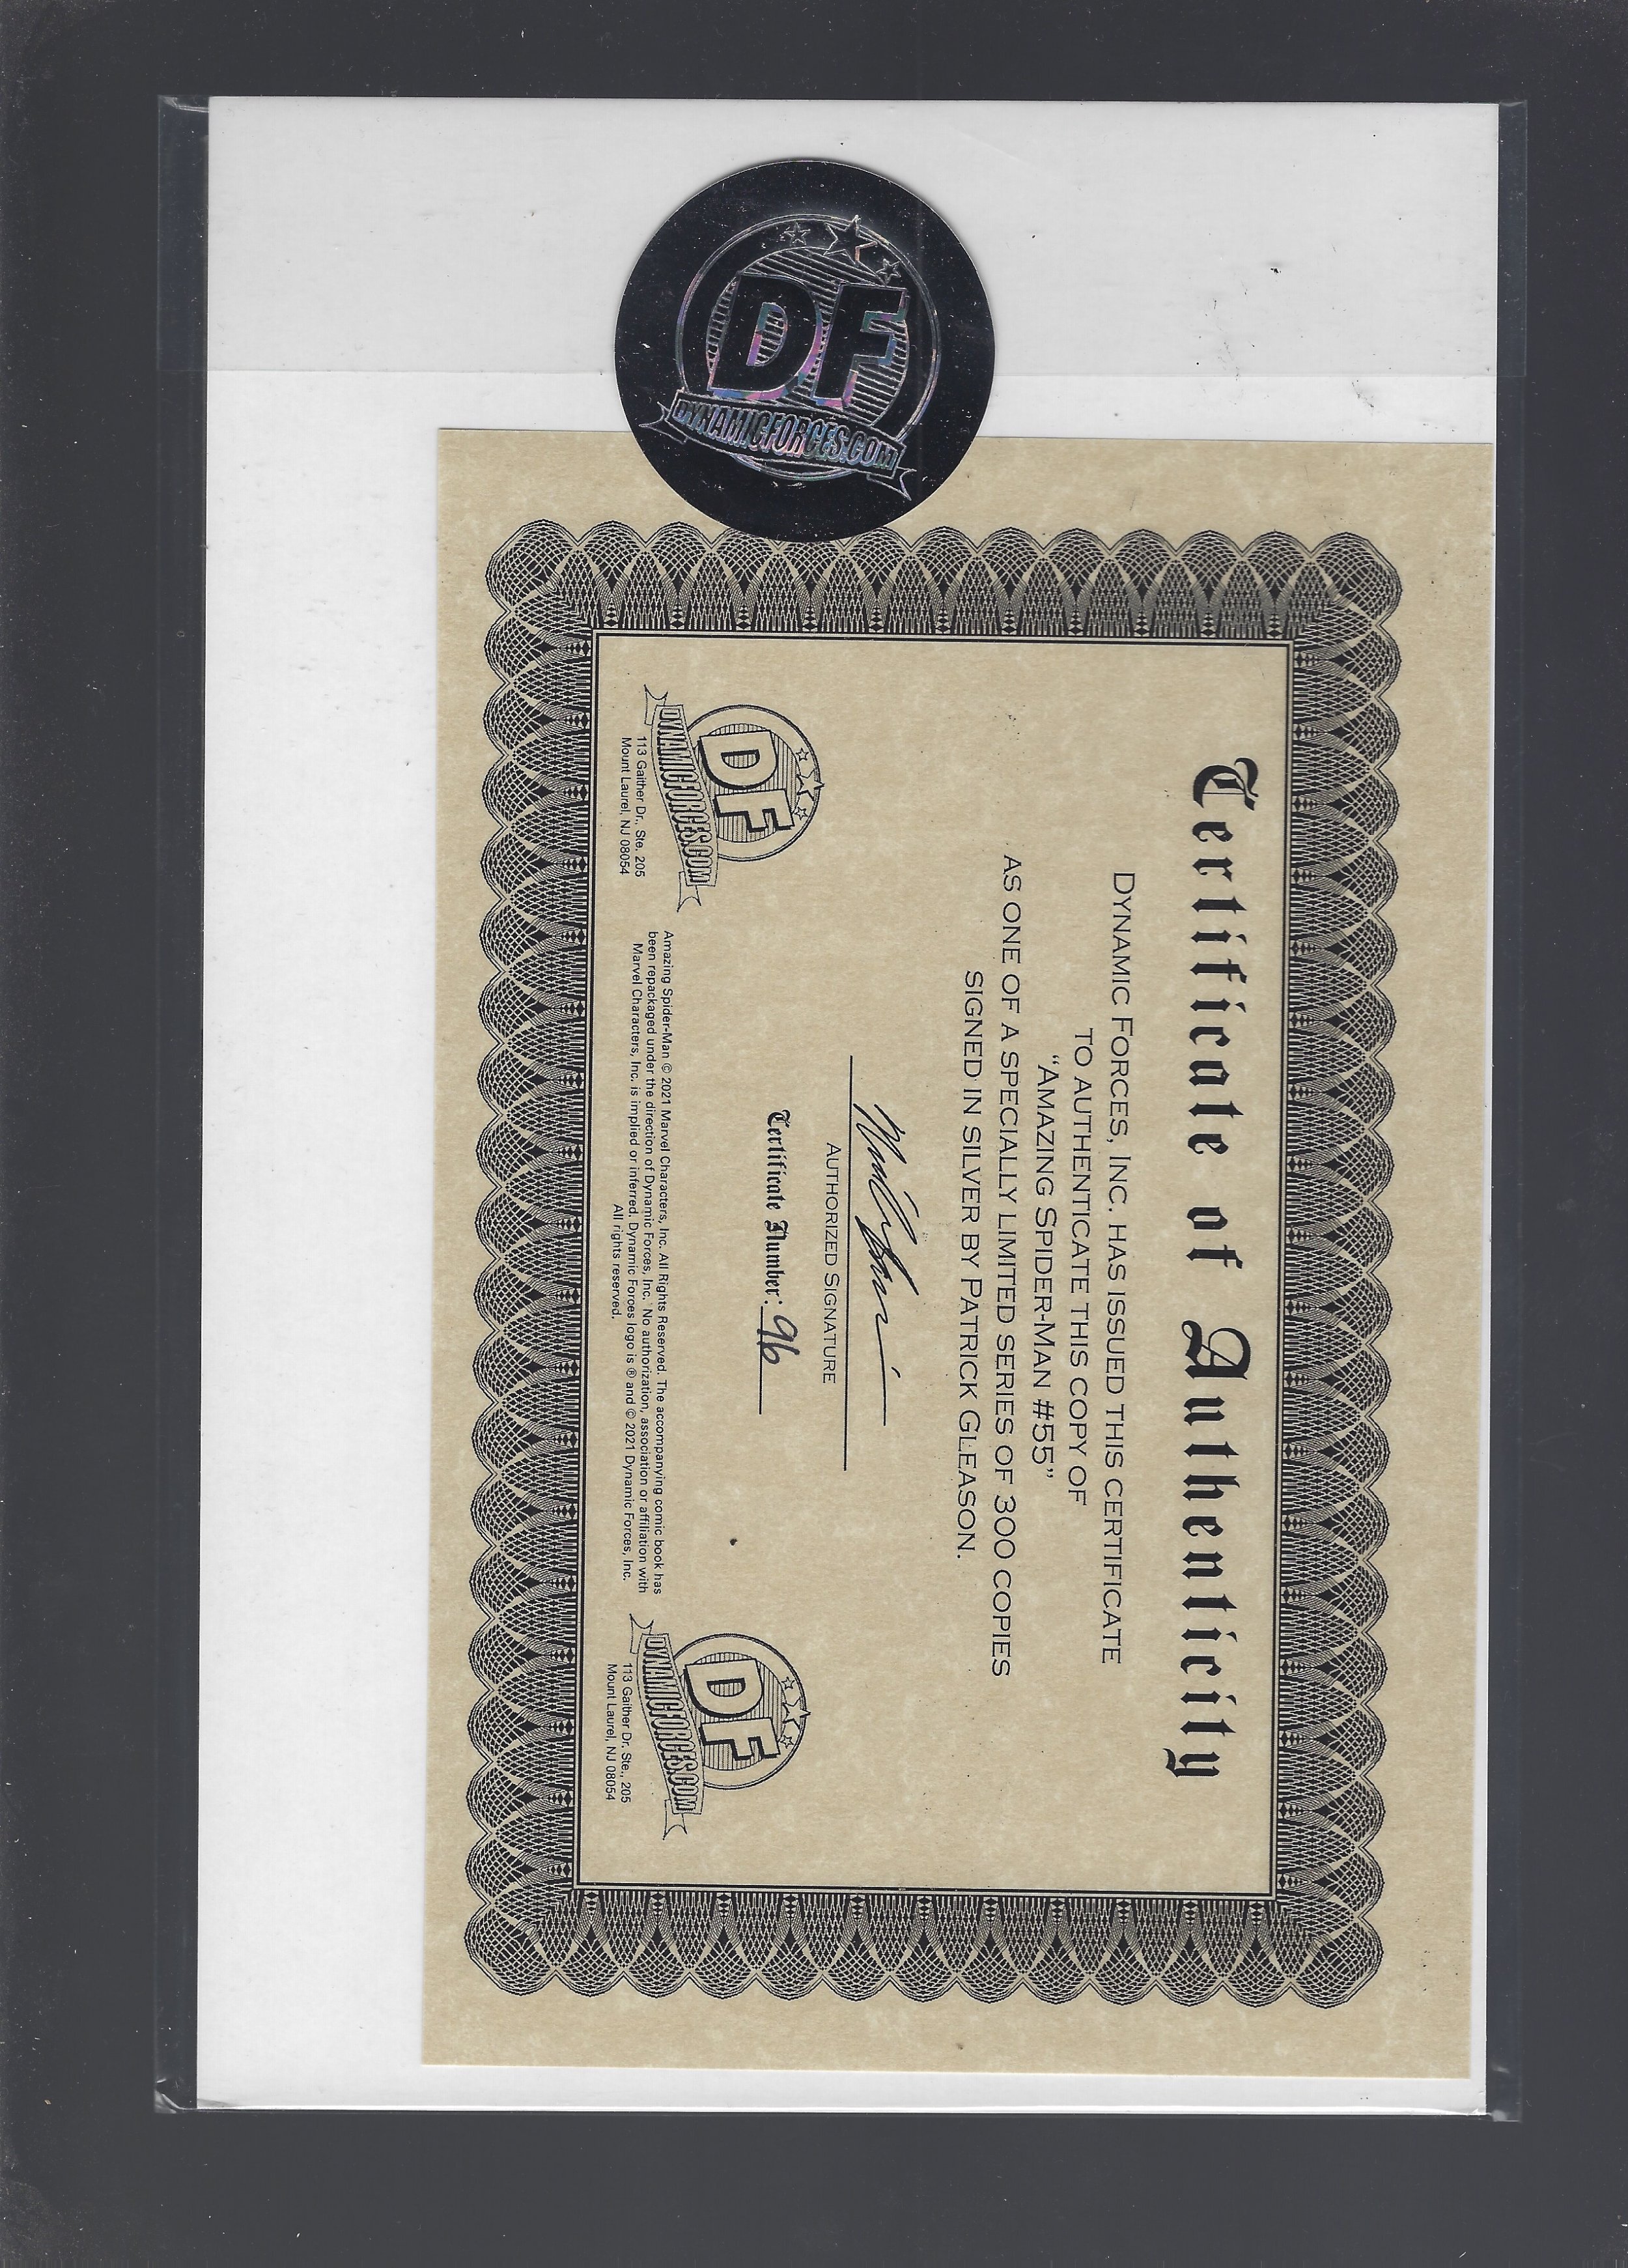 DF
DYNAMICFORCES.COM
Certificate of Authenticity
DYNAMIC FORCES, INC. HAS ISSUED THIS CERTIFICATE
TO AUTHENTICATE THIS COPY OF
“AMAZING SPIDER-MAN #55”
AS ONE OF A SPECIALLY LIMITED SERIES OF 300 COPIES
SIGNED IN SILVER BY PATRICK GLEASON.
AUTHORIZED SIGNATURE
Certificate Number: 96
DF
DYNAMICFORCES.COM
113 Gaither Dr., Ste. 205
Mount Laurel, NJ 08054
Amazing Spider-Man © 2021 Marvel Characters, Inc. All Rights Reserved. The accompanying comic book has
been repackaged under the direction of Dynamic Forces, Inc. No authorization, association or affiliation with
Marvel Characters, Inc. is implied or inferred. Dynamic Forces logo is ® and © 2021 Dynamic Forces, Inc.
All rights reserved.
DF
DYNAMICFORCES.COM
113 Gaither Dr. Ste., 205
Mount Laurel, NJ 08054